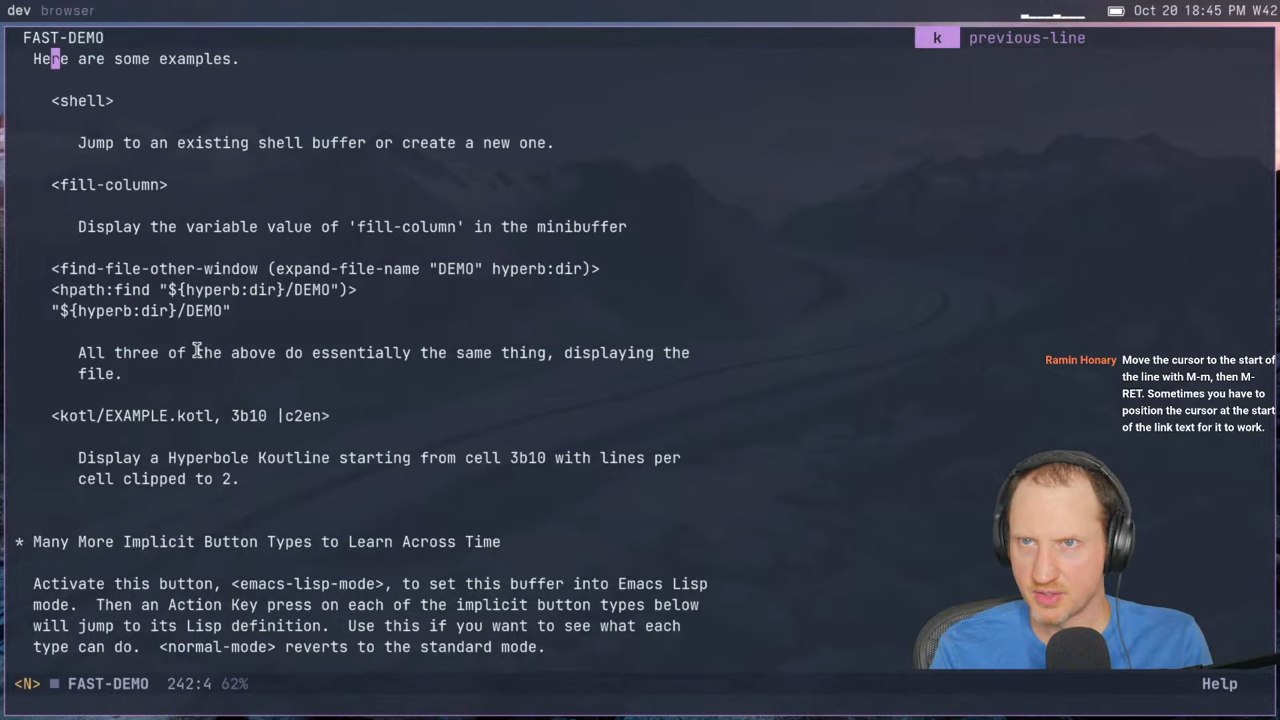 dev browser Oct 20 18:45 W42
FAST-DEMO
k previous-line
Here are some examples.
<shell>
Jump to an existing shell buffer or create a new one.
<fill-column>
Display the variable value of 'fill-column' in the minibuffer
<find-file-other-window (expand-file-name "DEMO" hyperb:dir)>
<hpath:find "${hyperb:dir}/DEMO")>
"${hyperb:dir}/DEMO"
All three of the above do essentially the same thing, displaying the
file.
<kotl/EXAMPLE.kotl, 3b10 |c2en>
Display a Hyperbole Koutline starting from cell 3b10 with lines per
cell clipped to 2.
* Many More Implicit Button Types to Learn Across Time
Activate this button, <emacs-lisp-mode>, to set this buffer into Emacs Lisp
mode. Then an Action Key press on each of the implicit button types below
will jump to its Lisp definition. Use this if you want to see what each
type can do. <normal-mode> reverts to the standard mode.
Ramin Honary Move the cursor to the start of
the line with M-m, then M-
RET. Sometimes you have to
position the cursor at the start
of the link text for it to work.
<N> FAST-DEMO 242:4 62% Help